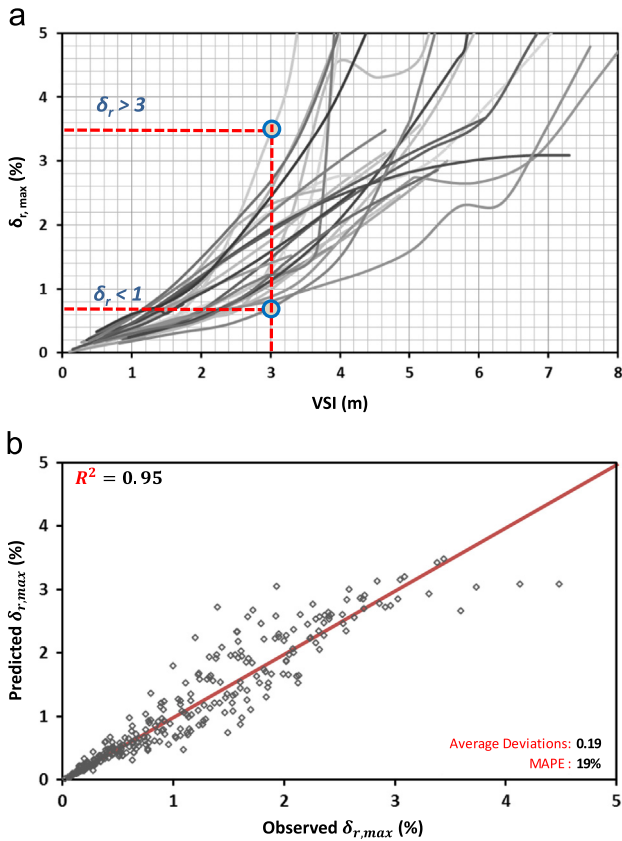 a
5
4
3
2
1
0
δr, max (%)
δr > 3
δr < 1
0 1 2 3 4 5 6 7 8
VSI (m)
b
5
4
3
2
1
0
Predicted δr,max (%)
R² = 0.95
Average Deviations: 0.19
MAPE : 19%
0 1 2 3 4 5
Observed δr,max (%)